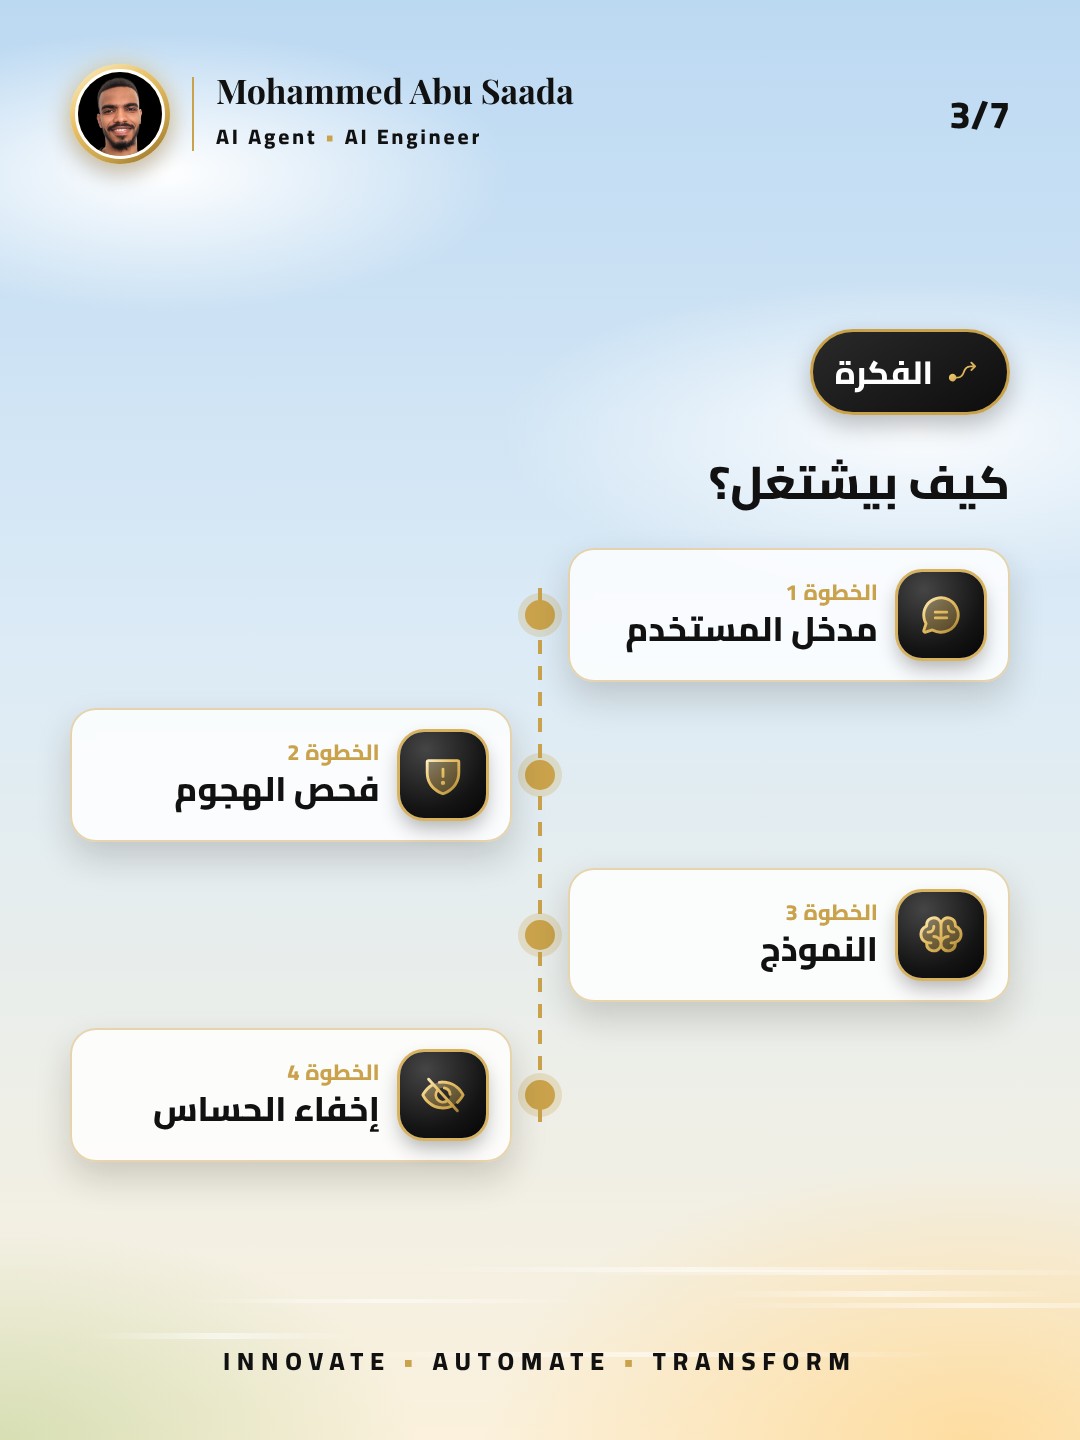 Mohammed Abu Saada
AI Agent ▪ AI Engineer
3/7
الفكرة
كيف بيشتغل؟
الخطوة 1
مدخل المستخدم
الخطوة 2
فحص الهجوم
الخطوة 3
النموذج
الخطوة 4
إخفاء الحساس
INNOVATE ▪ AUTOMATE ▪ TRANSFORM